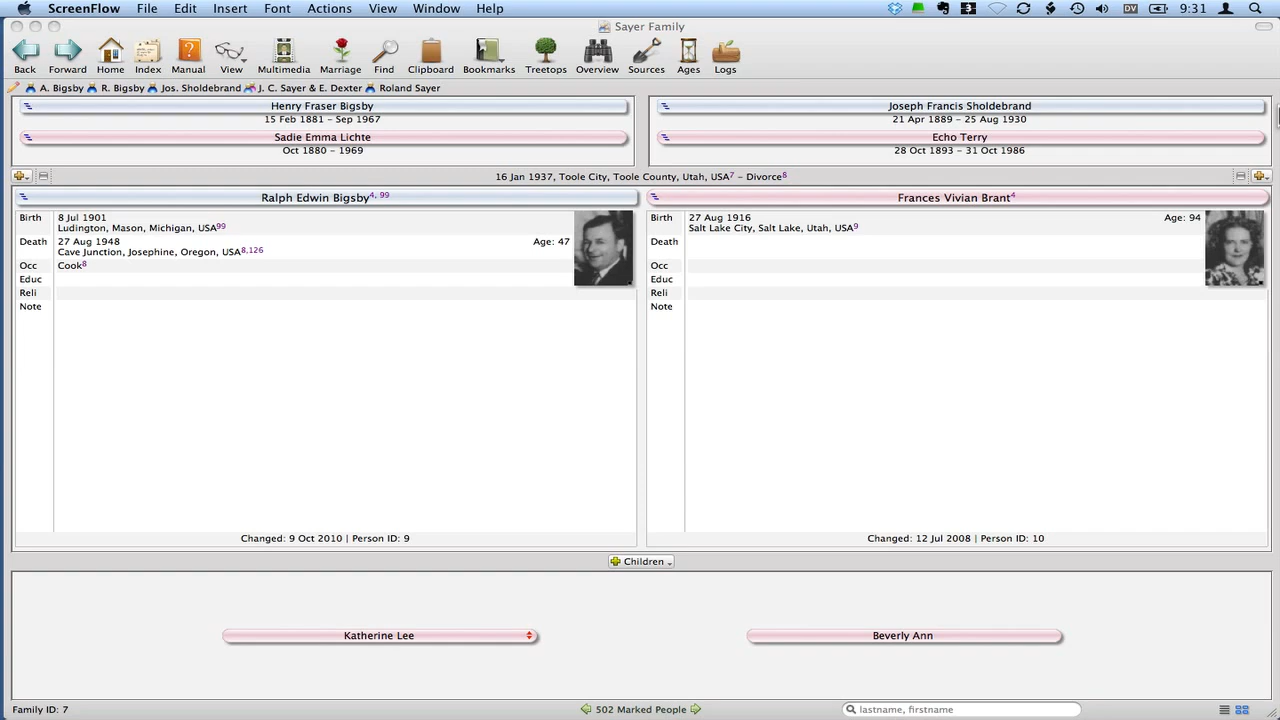 ScreenFlow File Edit Insert Font Actions View Window Help 3 DV 9:31
Sayer Family
Back Forward Home Index Manual View Multimedia Marriage Find Clipboard Bookmarks Treetops Overview Sources Ages Logs
A. Bigsby R. Bigsby Jos. Sholdebrand J. C. Sayer & E. Dexter Roland Sayer
Henry Fraser Bigsby
15 Feb 1881 – Sep 1967
Sadie Emma Lichte
Oct 1880 – 1969
Joseph Francis Sholdebrand
21 Apr 1889 – 25 Aug 1930
Echo Terry
28 Oct 1893 – 31 Oct 1986
16 Jan 1937, Toole City, Toole County, Utah, USA7 – Divorce8
Ralph Edwin Bigsby4, 99
Birth 8 Jul 1901
Ludington, Mason, Michigan, USA99
Death 27 Aug 1948 Age: 47
Cave Junction, Josephine, Oregon, USA8,126
Occ Cook8
Educ
Reli
Note
Changed: 9 Oct 2010 | Person ID: 9
Frances Vivian Brant4
Birth 27 Aug 1916 Age: 94
Salt Lake City, Salt Lake, Utah, USA9
Death
Occ
Educ
Reli
Note
Changed: 12 Jul 2008 | Person ID: 10
Children
Katherine Lee
Beverly Ann
Family ID: 7 502 Marked People lastname, firstname